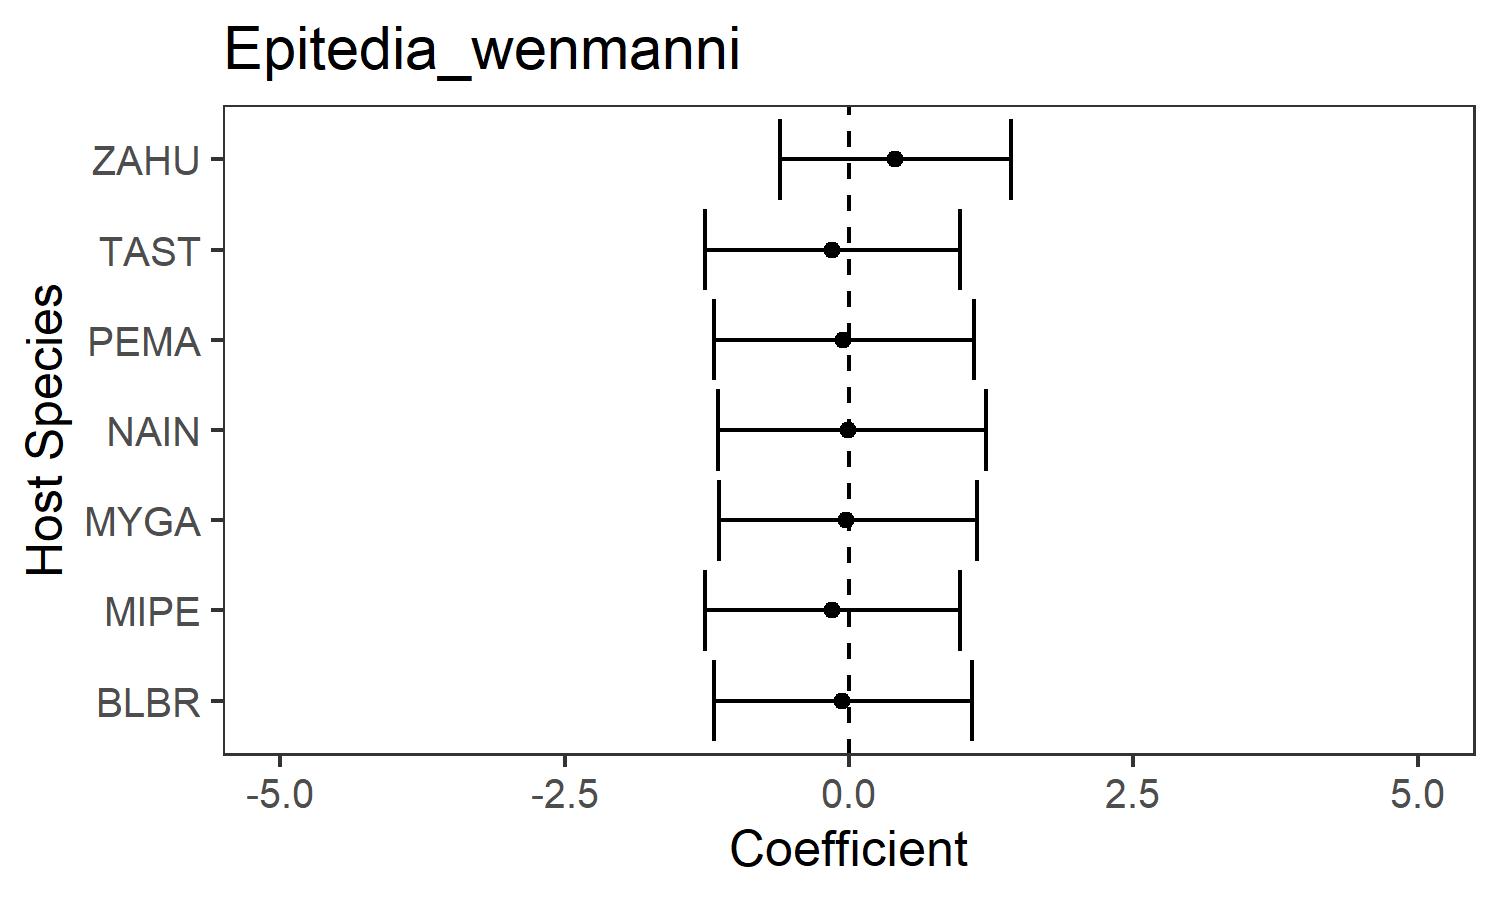 Epitedia_wenmanni
Host Species
ZAHU
TAST
PEMA
NAIN
MYGA
MIPE
BLBR
-5.0 -2.5 0.0 2.5 5.0
Coefficient